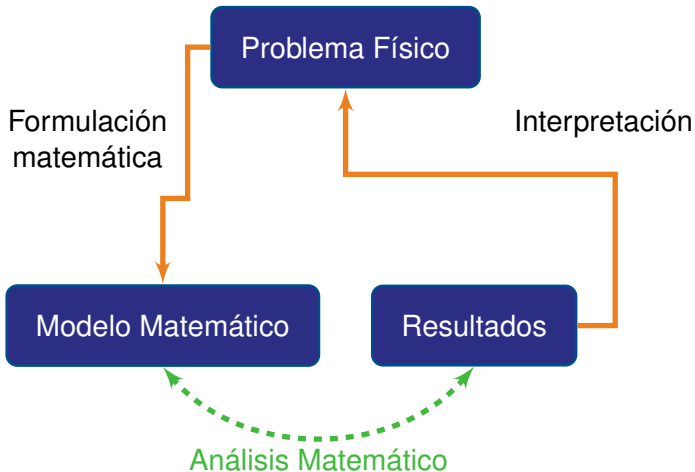 Problema Físico
Formulación
matemática
Interpretación
Modelo Matemático
Resultados
Análisis Matemático